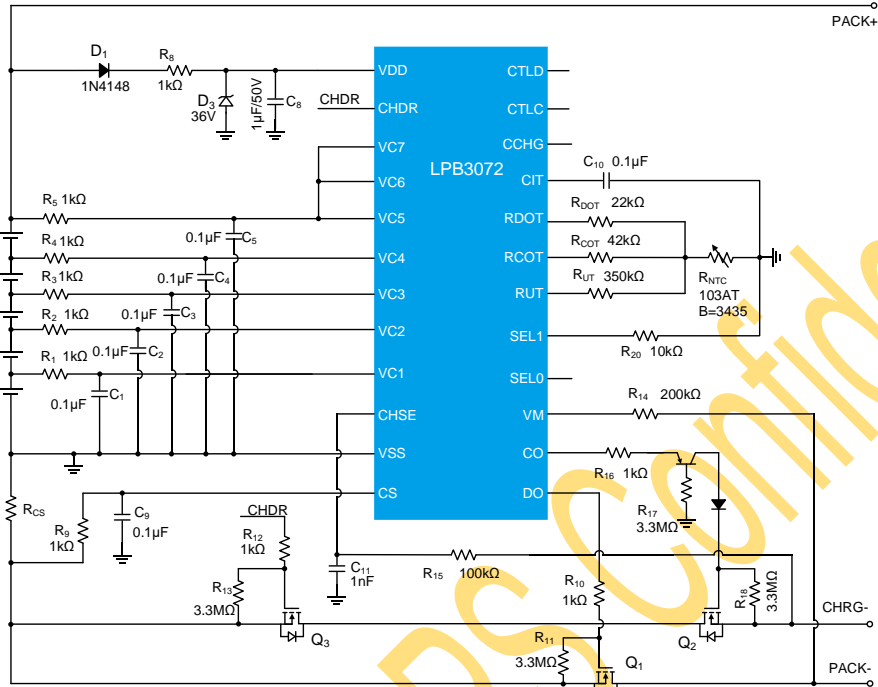 PACK+
D1
1N4148
R8
1kΩ
D3
36V
1µF/50V
C8
CHDR
VDD
CHDR
VC7
VC6
VC5
VC4
VC3
VC2
VC1
CHSE
VSS
CS
LPB3072
CTLD
CTLC
CCHG
CIT
RDOT
RCOT
RUT
SEL1
SEL0
VM
CO
DO
C10 0.1µF
RDOT 22kΩ
RCOT 42kΩ
RUT 350kΩ
RNTC
103AT
B=3435
R20 10kΩ
R14 200kΩ
R5 1kΩ
0.1µF C5
R4 1kΩ
0.1µF C4
R3 1kΩ
0.1µF C3
R2 1kΩ
0.1µF C2
R1 1kΩ
0.1µF C1
RCS
R9
1kΩ
C9
0.1µF
CHDR
R12
1kΩ
R13
3.3MΩ
Q3
C11
1nF
R15 100kΩ
R16 1kΩ
R17
3.3MΩ
R10
1kΩ
R11
3.3MΩ
Q1
Q2
R18
3.3MΩ
CHRG-
PACK-
PS Confide